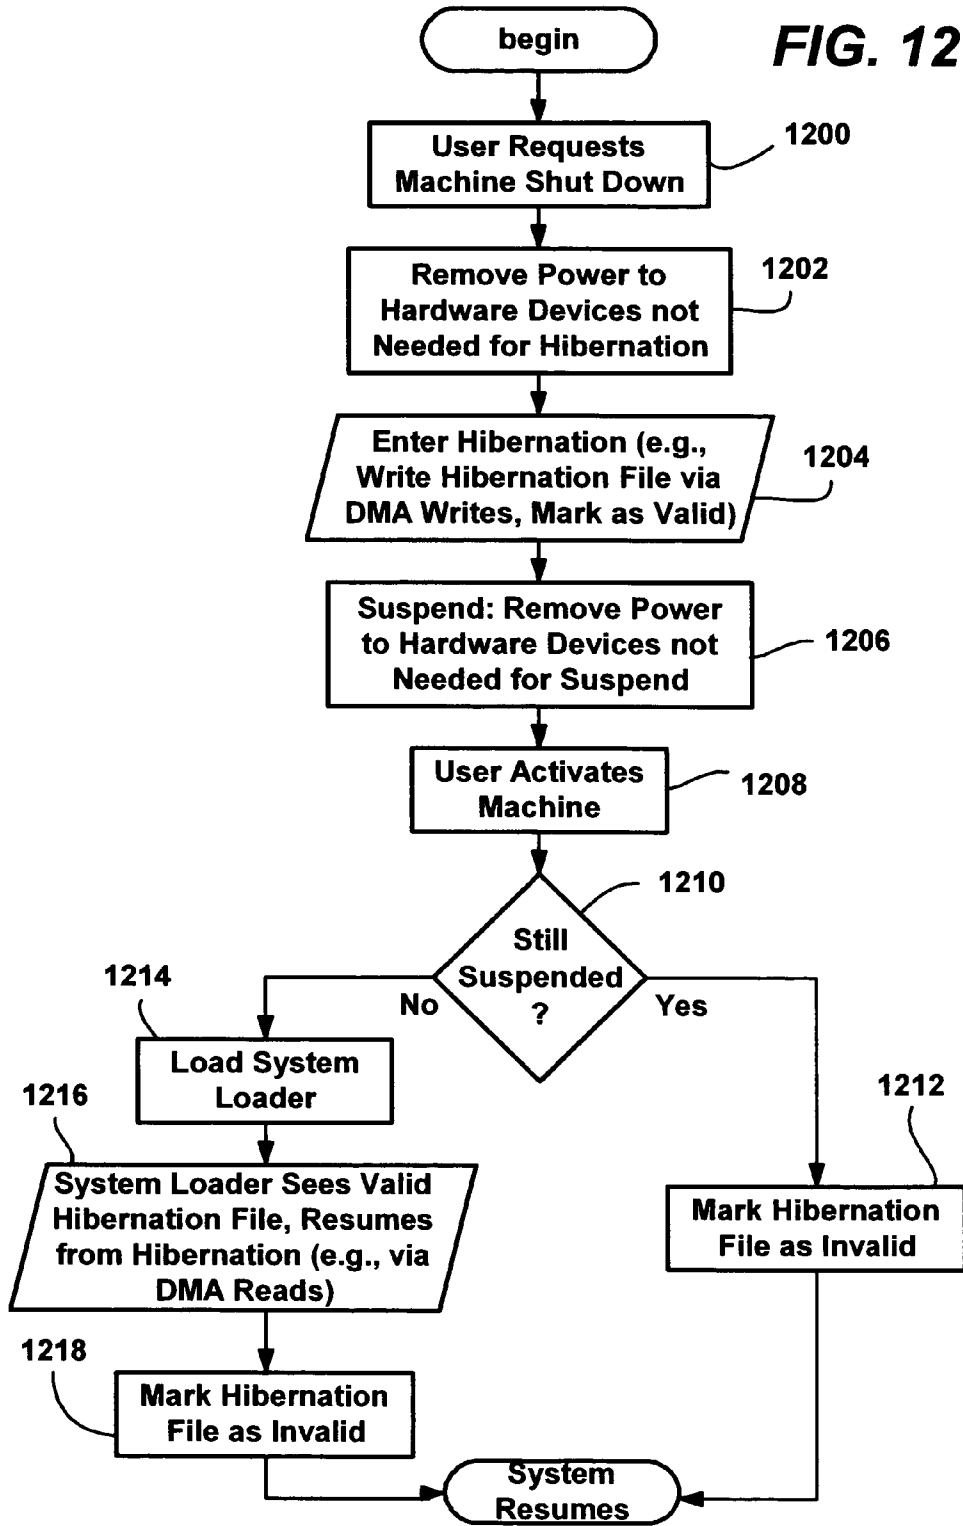 begin
FIG. 12
User Requests
Machine Shut Down
1200
Remove Power to
Hardware Devices not
Needed for Hibernation
1202
Enter Hibernation (e.g.,
Write Hibernation File via
DMA Writes, Mark as Valid)
1204
Suspend: Remove Power
to Hardware Devices not
Needed for Suspend
1206
User Activates
Machine
1208
Still
Suspended
?
1210
No
Yes
1214
Load System
Loader
1216
System Loader Sees Valid
Hibernation File, Resumes
from Hibernation (e.g., via
DMA Reads)
1212
Mark Hibernation
File as Invalid
1218
Mark Hibernation
File as Invalid
System
Resumes